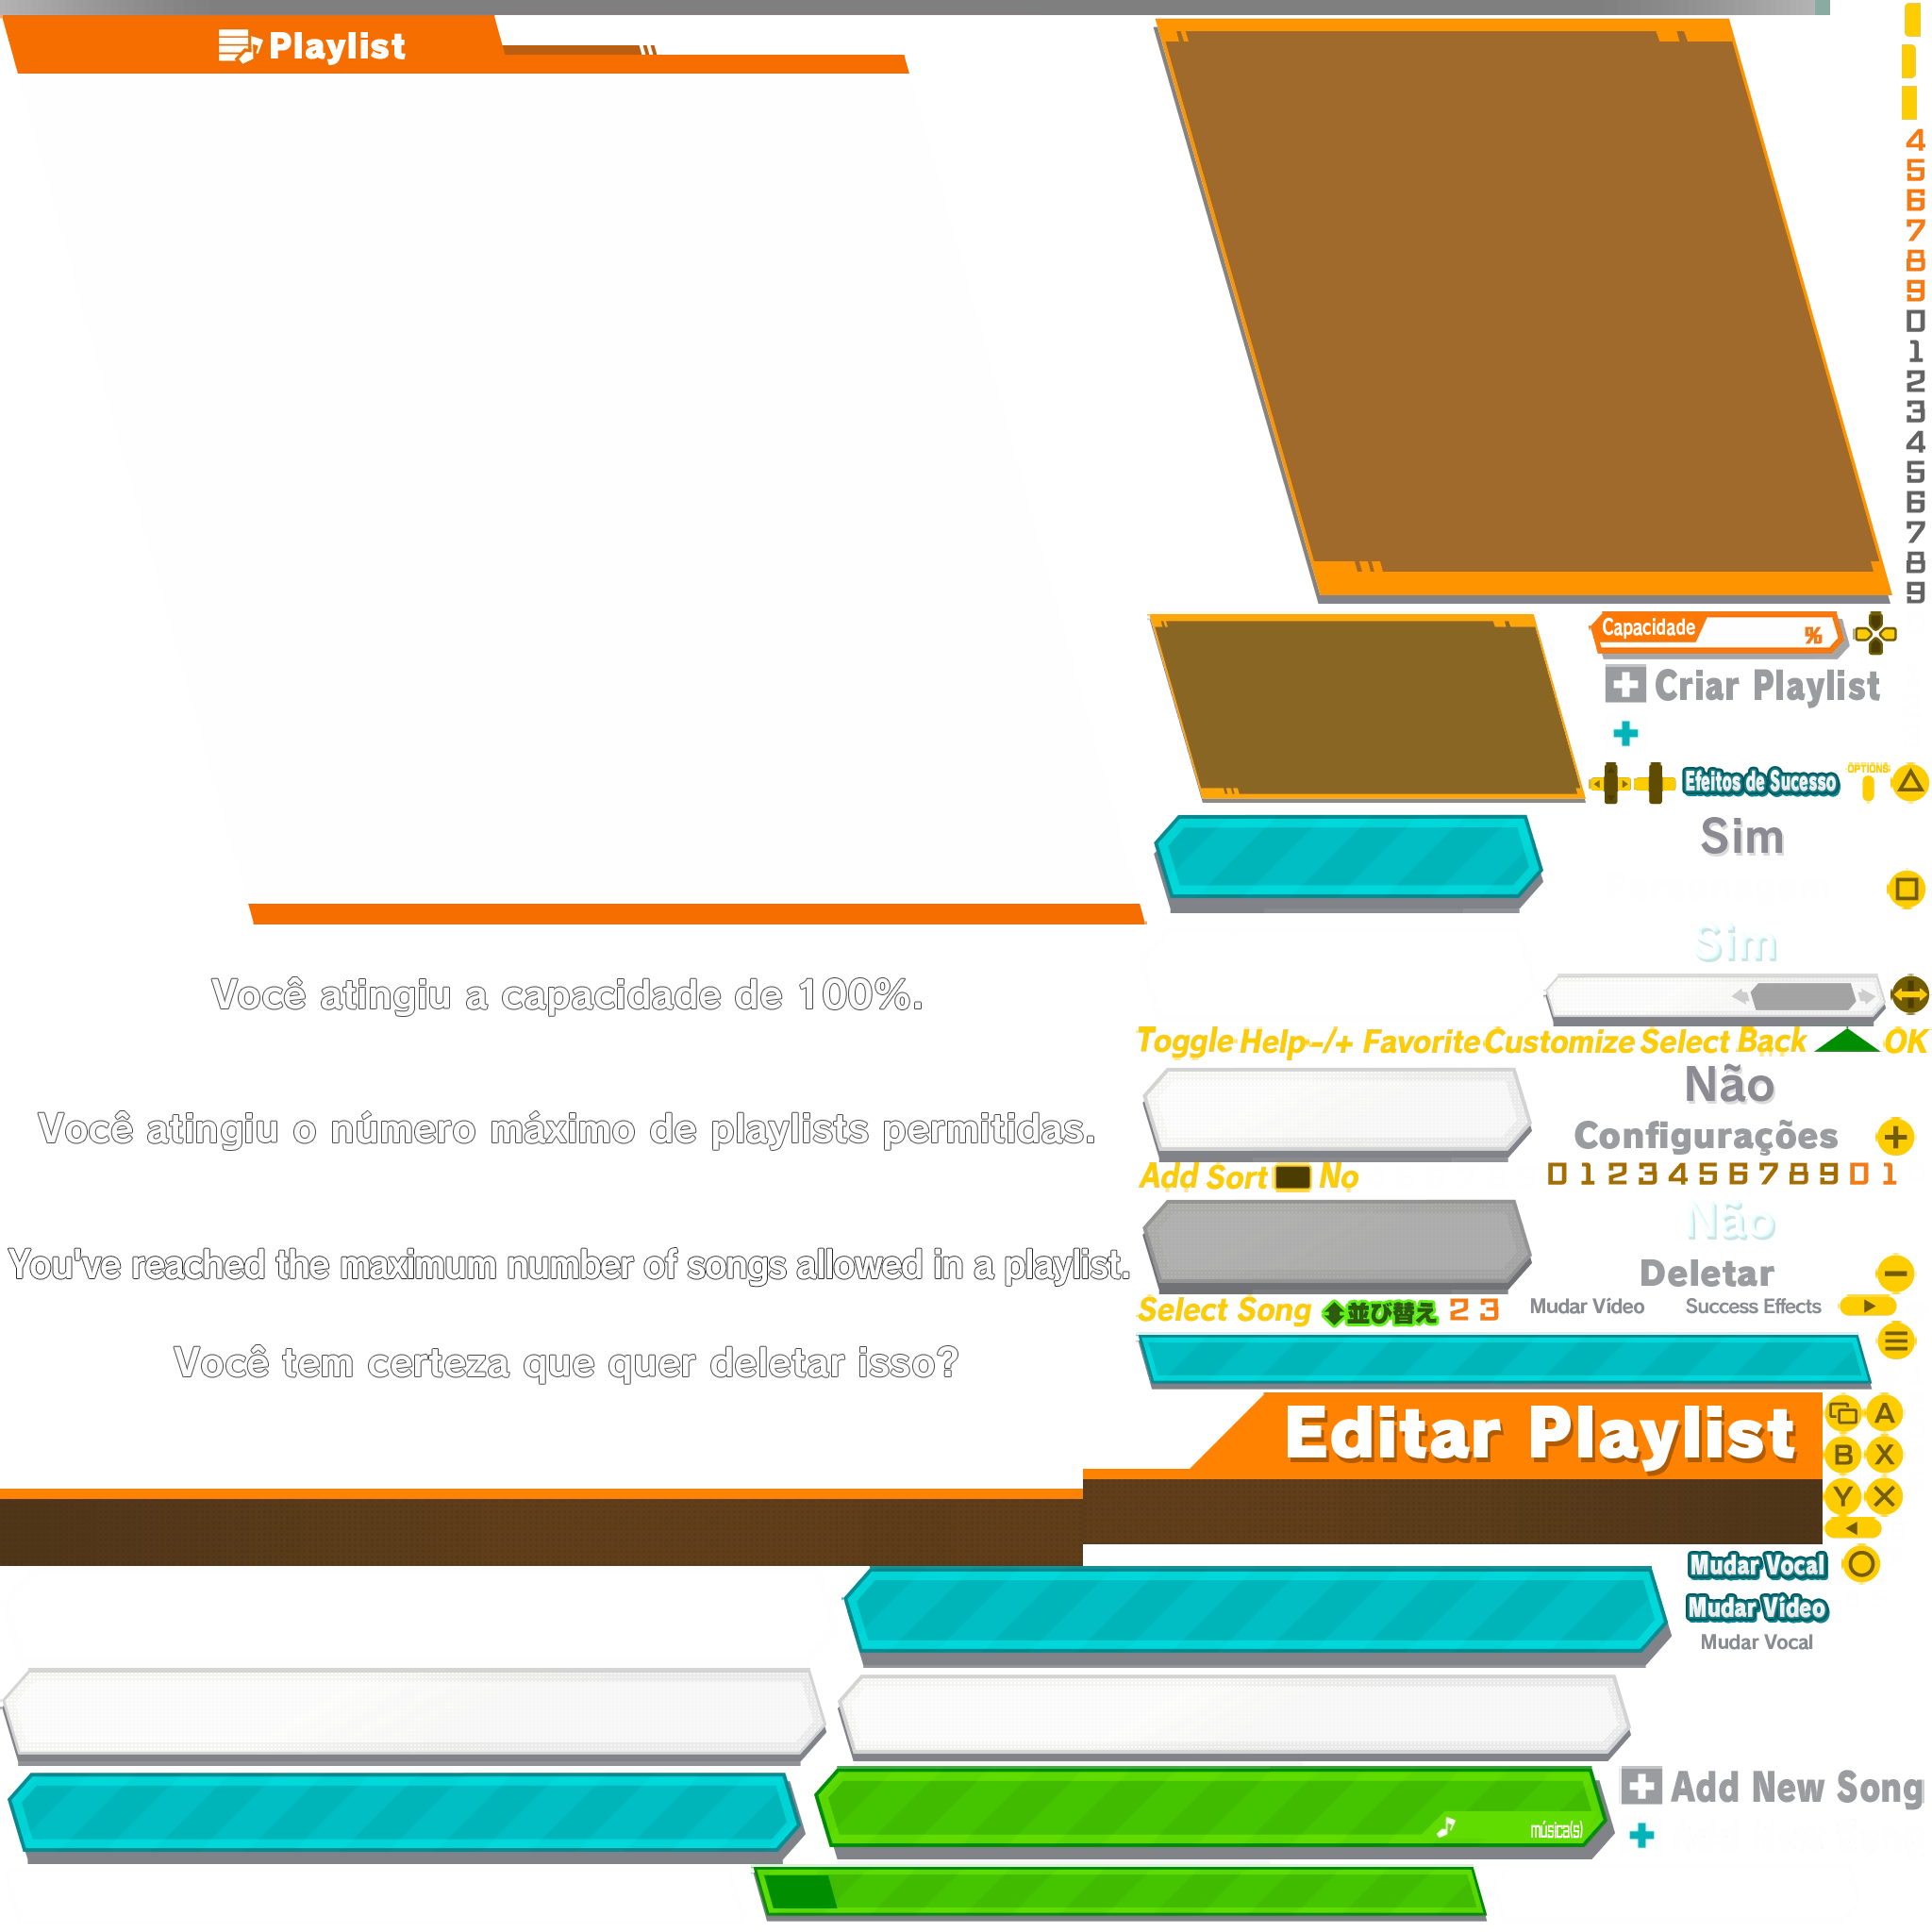 Playlist
4
5
6
7
8
9
0
1
2
3
4
5
6
7
8
9
Capacidade %
Criar Playlist
Efeitos de Sucesso OPTIONS
Sim
Sim
Você atingiu a capacidade de 100%.
Toggle Help -/+ Favorite Customize Select Back OK
Não
Você atingiu o número máximo de playlists permitidas.
Configurações
Add Sort No 0 1 2 3 4 5 6 7 8 9 0 1
Não
You've reached the maximum number of songs allowed in a playlist.
Deletar
Select Song 並び替え 2 3 Mudar Vídeo Success Effects
Você tem certeza que quer deletar isso?
Editar Playlist
A
B X
Y
Mudar Vocal
Mudar Vídeo
Mudar Vocal
Add New Song
música(s)